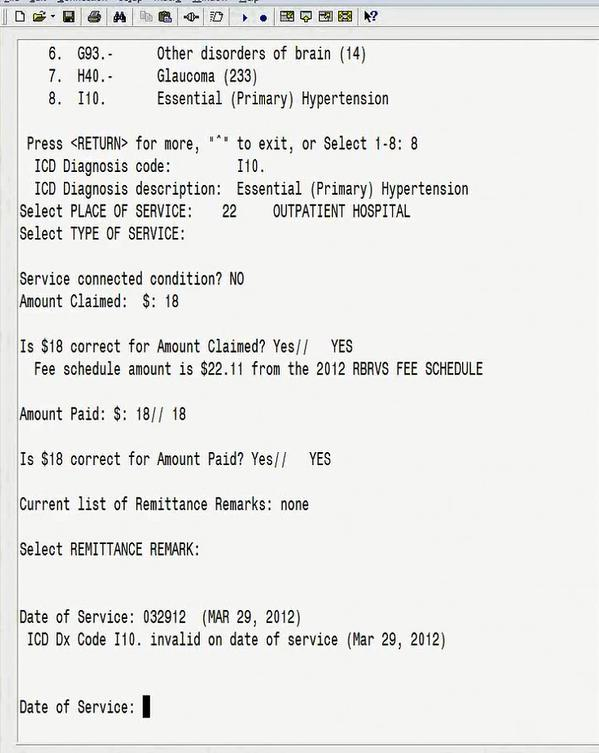 6. G93.- Other disorders of brain (14)
7. H40.- Glaucoma (233)
8. I10. Essential (Primary) Hypertension
Press <RETURN> for more, "^" to exit, or Select 1-8: 8
ICD Diagnosis code: I10.
ICD Diagnosis description: Essential (Primary) Hypertension
Select PLACE OF SERVICE: 22 OUTPATIENT HOSPITAL
Select TYPE OF SERVICE:
Service connected condition? NO
Amount Claimed: $: 18
Is $18 correct for Amount Claimed? Yes// YES
Fee schedule amount is $22.11 from the 2012 RBRVS FEE SCHEDULE
Amount Paid: $: 18// 18
Is $18 correct for Amount Paid? Yes// YES
Current list of Remittance Remarks: none
Select REMITTANCE REMARK:
Date of Service: 032912 (MAR 29, 2012)
ICD Dx Code I10. invalid on date of service (Mar 29, 2012)
Date of Service: